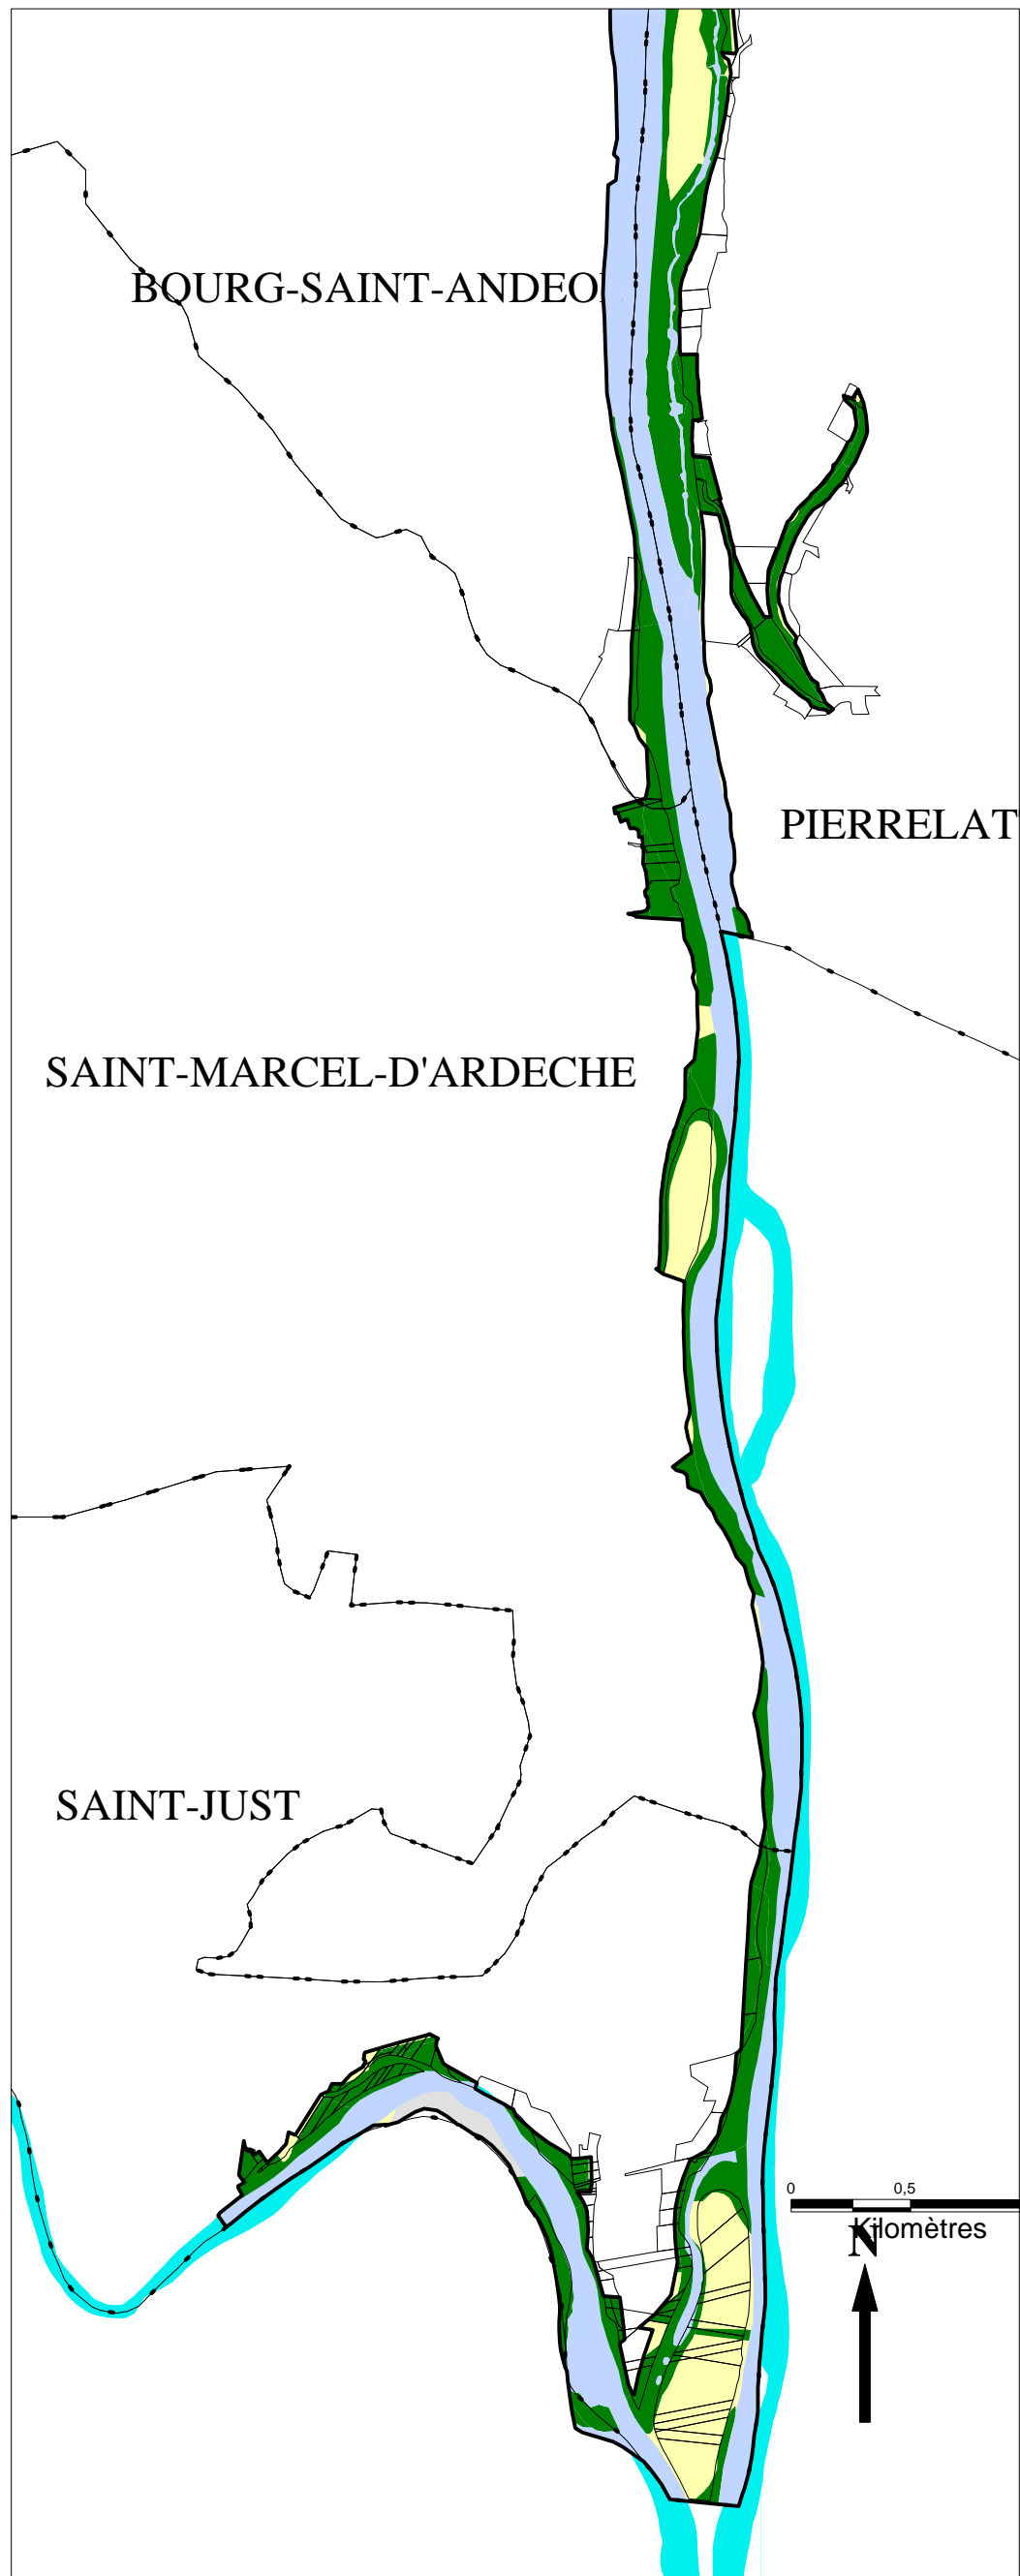 BOURG-SAINT-ANDEOL
PIERRELAT
SAINT-MARCEL-D'ARDECHE
SAINT-JUST
0 0,5
Kilomètres
N